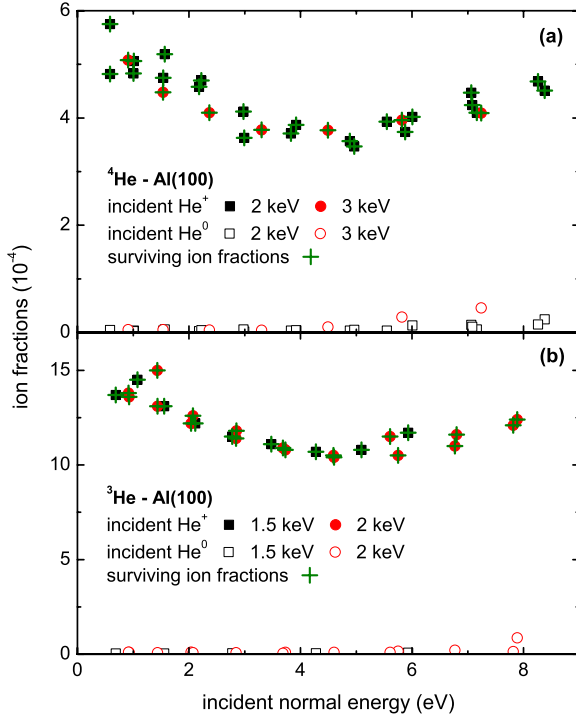 6
(a)
4
⁴He - Al(100)
incident He⁺ 2 keV 3 keV
incident He⁰ 2 keV 3 keV
2
surviving ion fractions
0
ion fractions (10⁻⁴)
(b)
15
10
³He - Al(100)
incident He⁺ 1.5 keV 2 keV
5
incident He⁰ 1.5 keV 2 keV
surviving ion fractions
0
0 2 4 6 8
incident normal energy (eV)